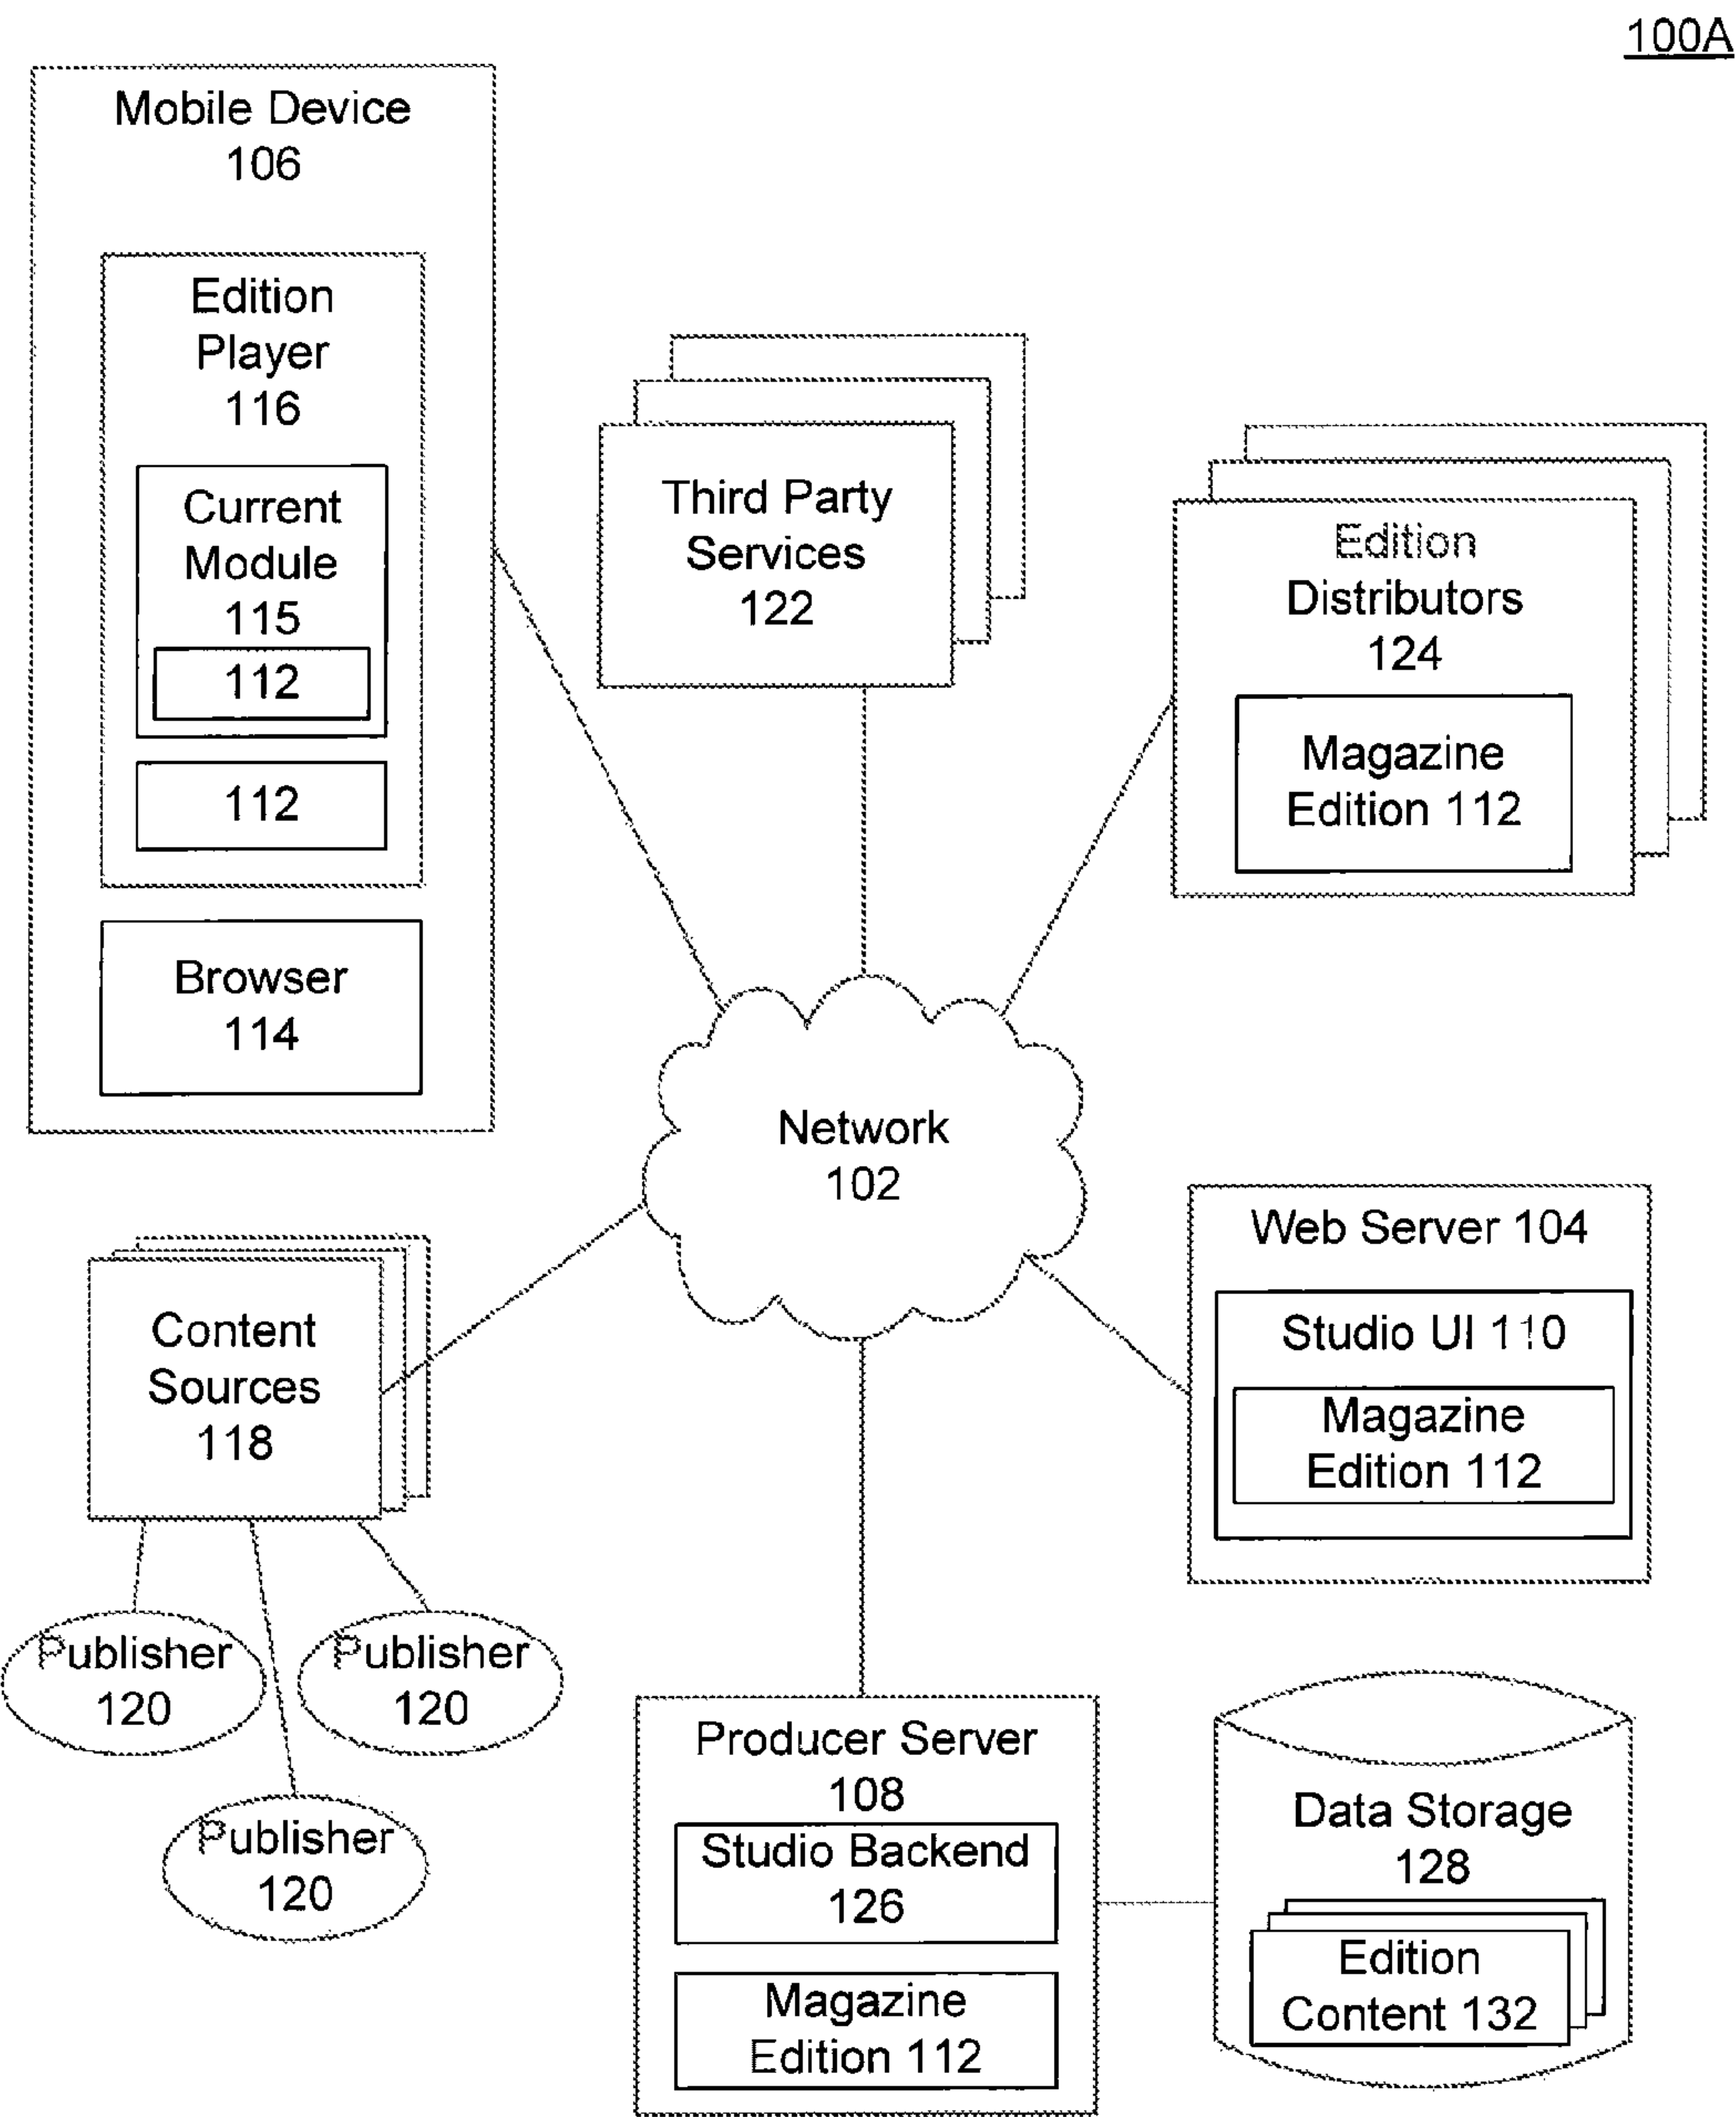 100A
Mobile Device
106
Edition
Player
116
Current
Module
115
112
112
Browser
114
Third Party
Services
122
Edition
Distributors
124
Magazine
Edition 112
Network
102
Web Server 104
Studio UI 110
Magazine
Edition 112
Content
Sources
118
Publisher
120
Publisher
120
Publisher
120
Producer Server
108
Studio Backend
126
Magazine
Edition 112
Data Storage
128
Edition
Content 132